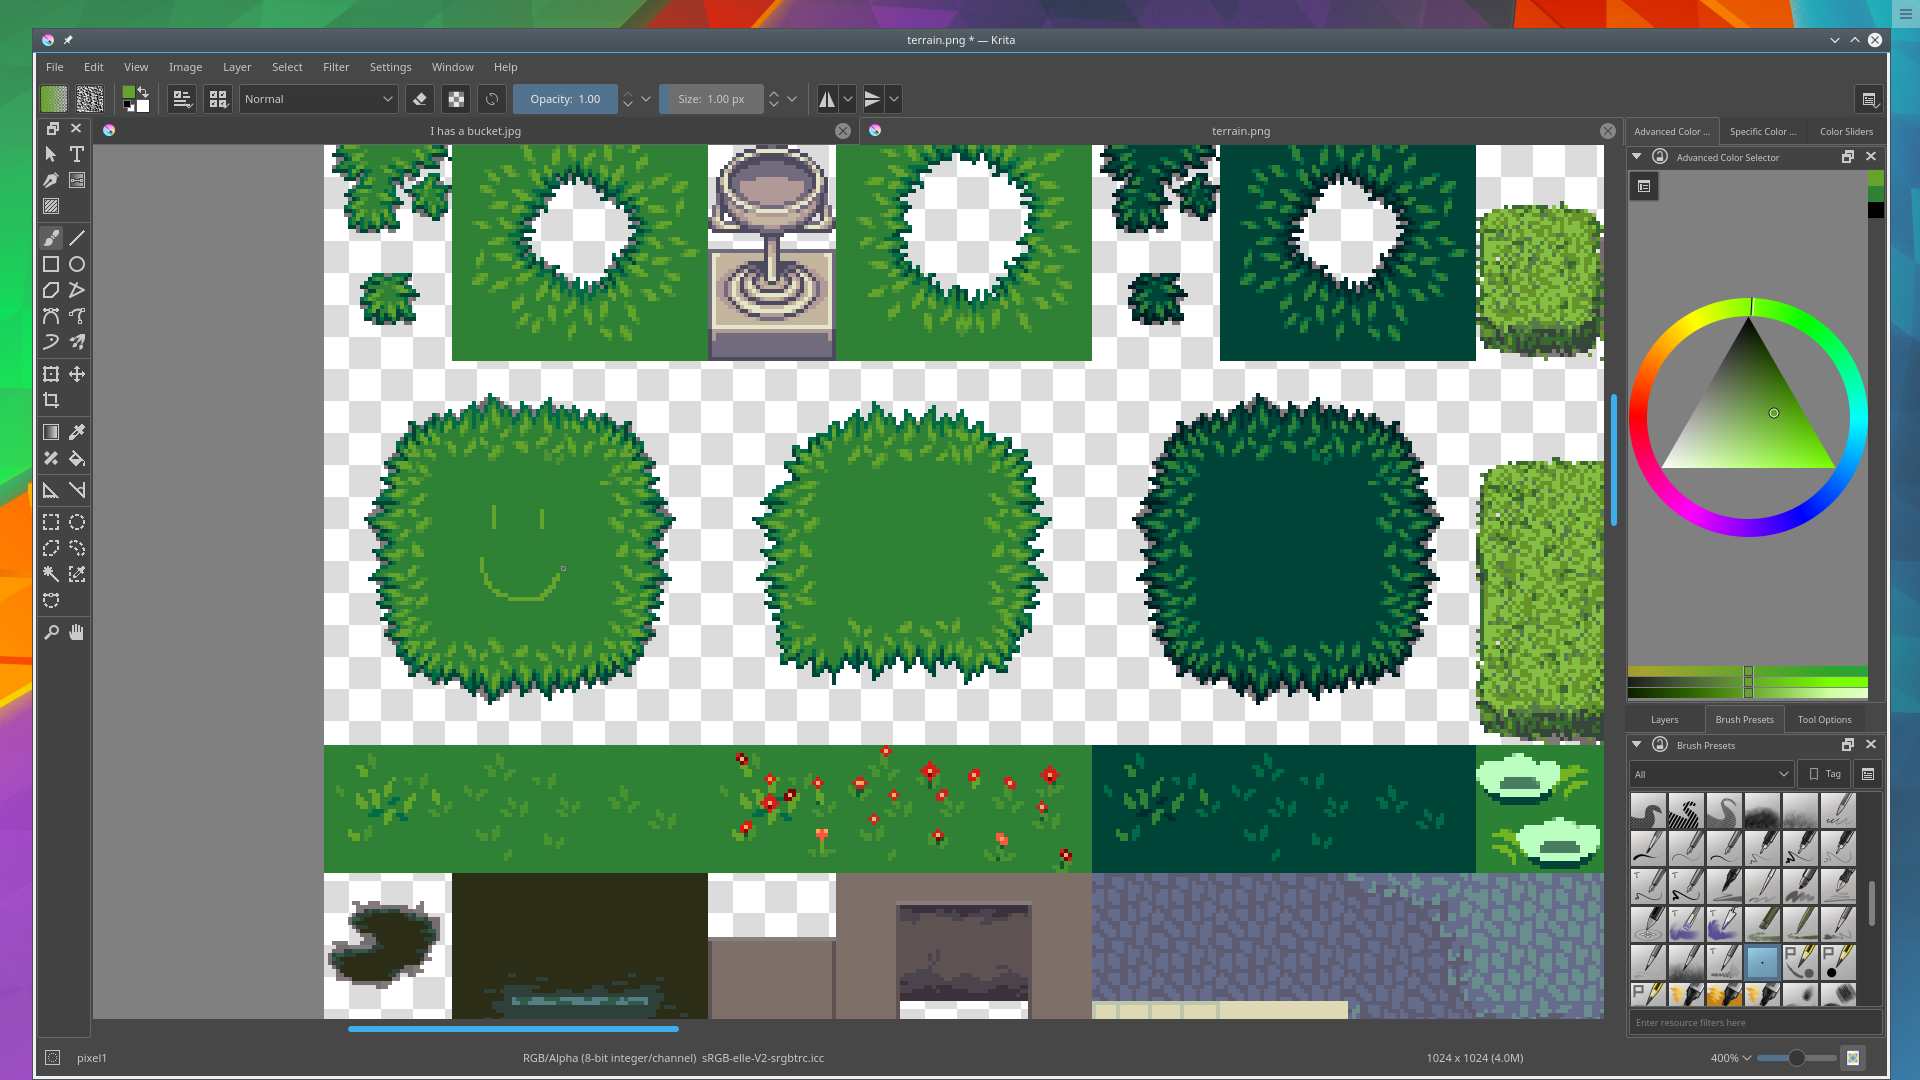 terrain.png * — Krita
File Edit View Image Layer Select Filter Settings Window Help
Normal
Opacity: 1.00
Size: 1.00 px
I has a bucket.jpg
terrain.png
Advanced Color ...
Specific Color ...
Color Sliders
Advanced Color Selector
Layers
Brush Presets
Tool Options
Brush Presets
All
Tag
Enter resource filters here
pixel1
RGB/Alpha (8-bit integer/channel) sRGB-elle-V2-srgbtrc.icc
1024 x 1024 (4.0M)
400%